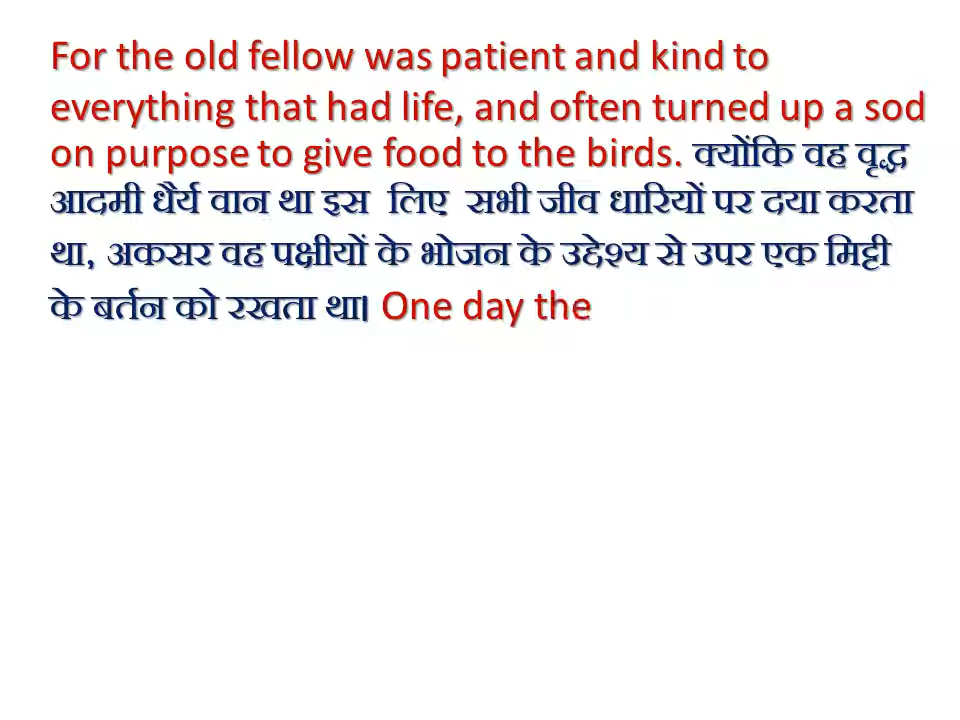 For the old fellow was patient and kind to
everything that had life, and often turned up a sod
on purpose to give food to the birds. क्योंकि वह वृद्ध
आदमी धैर्य वान था इस लिए सभी जीव धारियों पर दया करता
था, अकसर वह पक्षीयों के भोजन के उद्देश्य से उपर एक मिट्टी
के बर्तन को रखता था। One day the